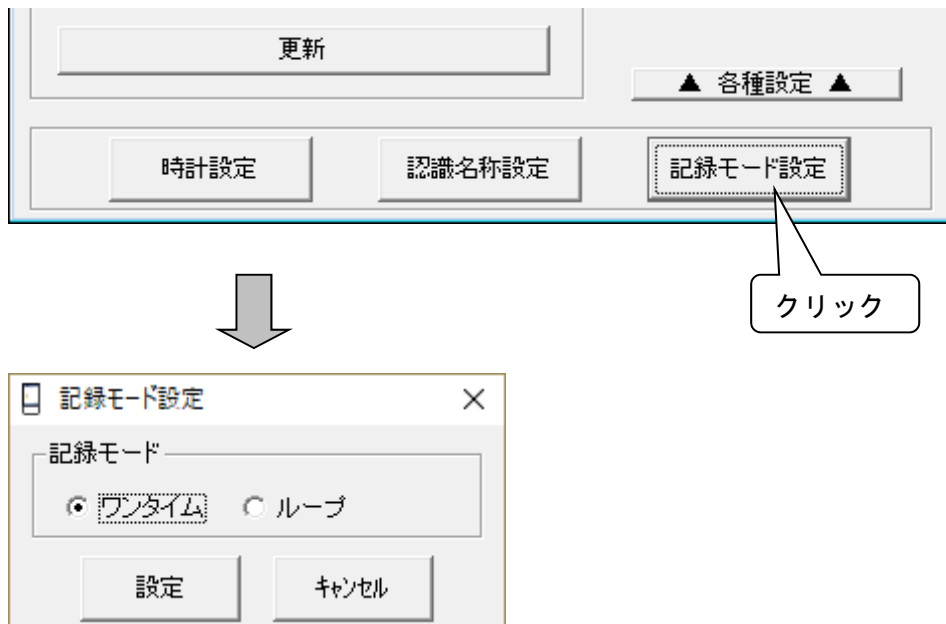 更新
▲ 各種設定 ▲
時計設定 認識名称設定 記録モード設定
クリック
記録ﾓｰﾄﾞ設定
記録モード
ワンタイム ループ
設定 ｷｬﾝｾﾙ